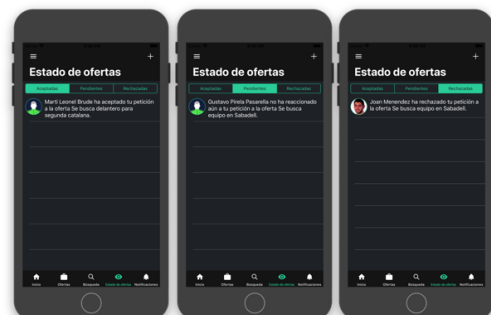 Estado de ofertas
Aceptadas Pendientes Rechazadas
Marti Leonel Brude ha aceptado tu petición
a la oferta Se busca delantero para
segunda catalana.
Inicio Ofertas Búsqueda Estado de ofertas Notificaciones
Estado de ofertas
Aceptadas Pendientes Rechazadas
Gustavo Pirela Pasarella no ha reaccionado
aún a tu petición a la oferta Se busca
equipo en Sabadell.
Inicio Ofertas Búsqueda Estado de ofertas Notificaciones
Estado de ofertas
Aceptadas Pendientes Rechazadas
Joan Menendez ha rechazado tu petición a
la oferta Se busca equipo en Sabadell.
Inicio Ofertas Búsqueda Estado de ofertas Notificaciones